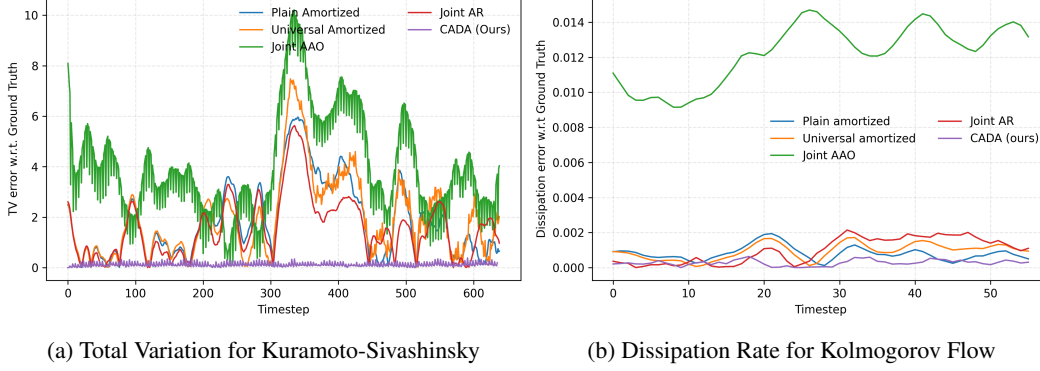 Plain Amortized
Universal Amortized
Joint AAO
Joint AR
CADA (Ours)
10
8
6
4
2
0
TV error w.r.t. Ground Truth
0
100
200
300
400
500
600
Timestep
(a) Total Variation for Kuramoto-Sivashinsky
0.014
0.012
0.010
0.008
0.006
0.004
0.002
0.000
Dissipation error w.r.t Ground Truth
Plain amortized
Universal amortized
Joint AAO
Joint AR
CADA (ours)
0
10
20
30
40
50
Timestep
(b) Dissipation Rate for Kolmogorov Flow